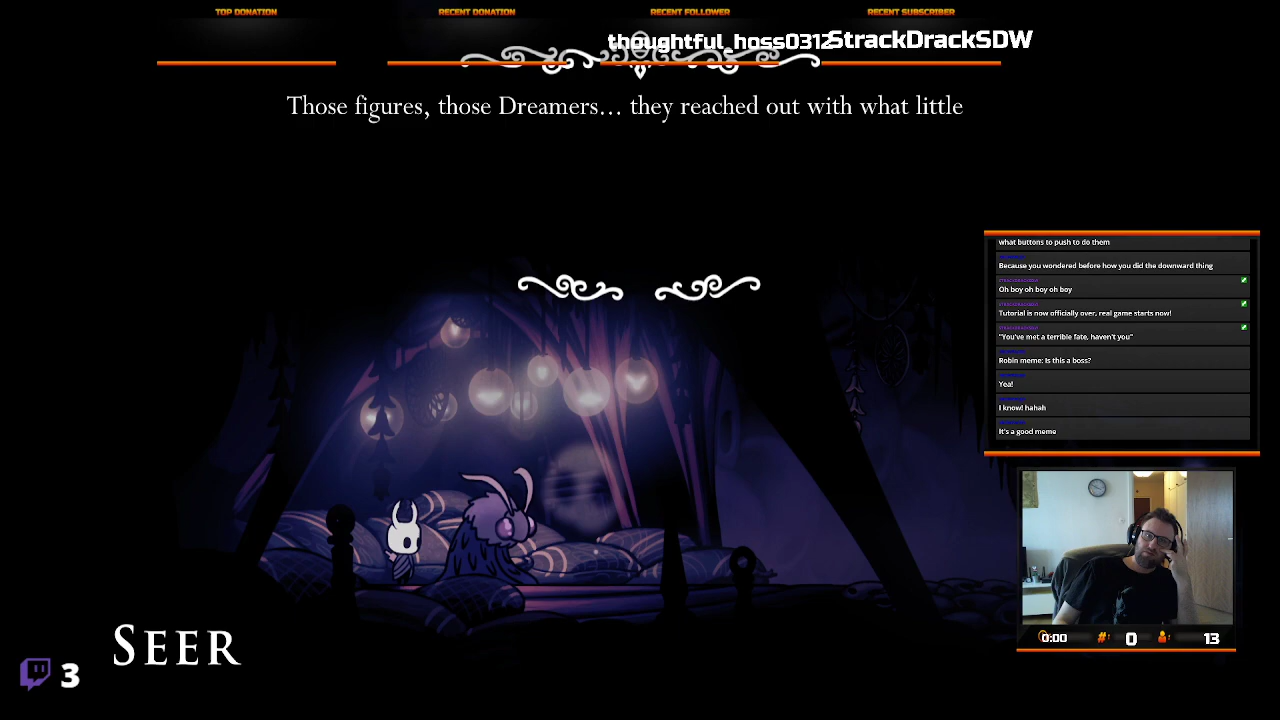 TOP DONATION
RECENT DONATION
RECENT FOLLOWER
RECENT SUBSCRIBER
thoughtful_hoss0312
StrackDrackSDW
Those figures, those Dreamers... they reached out with what little
what buttons to push to do them
Because you wondered before how you did the downward thing
Oh boy oh boy oh boy
Tutorial is now officially over, real game starts now!
"You've met a terrible fate, haven't you"
Robin meme: Is this a boss?
Yea!
I know! hahah
It's a good meme
0:00
0
13
SEER
3